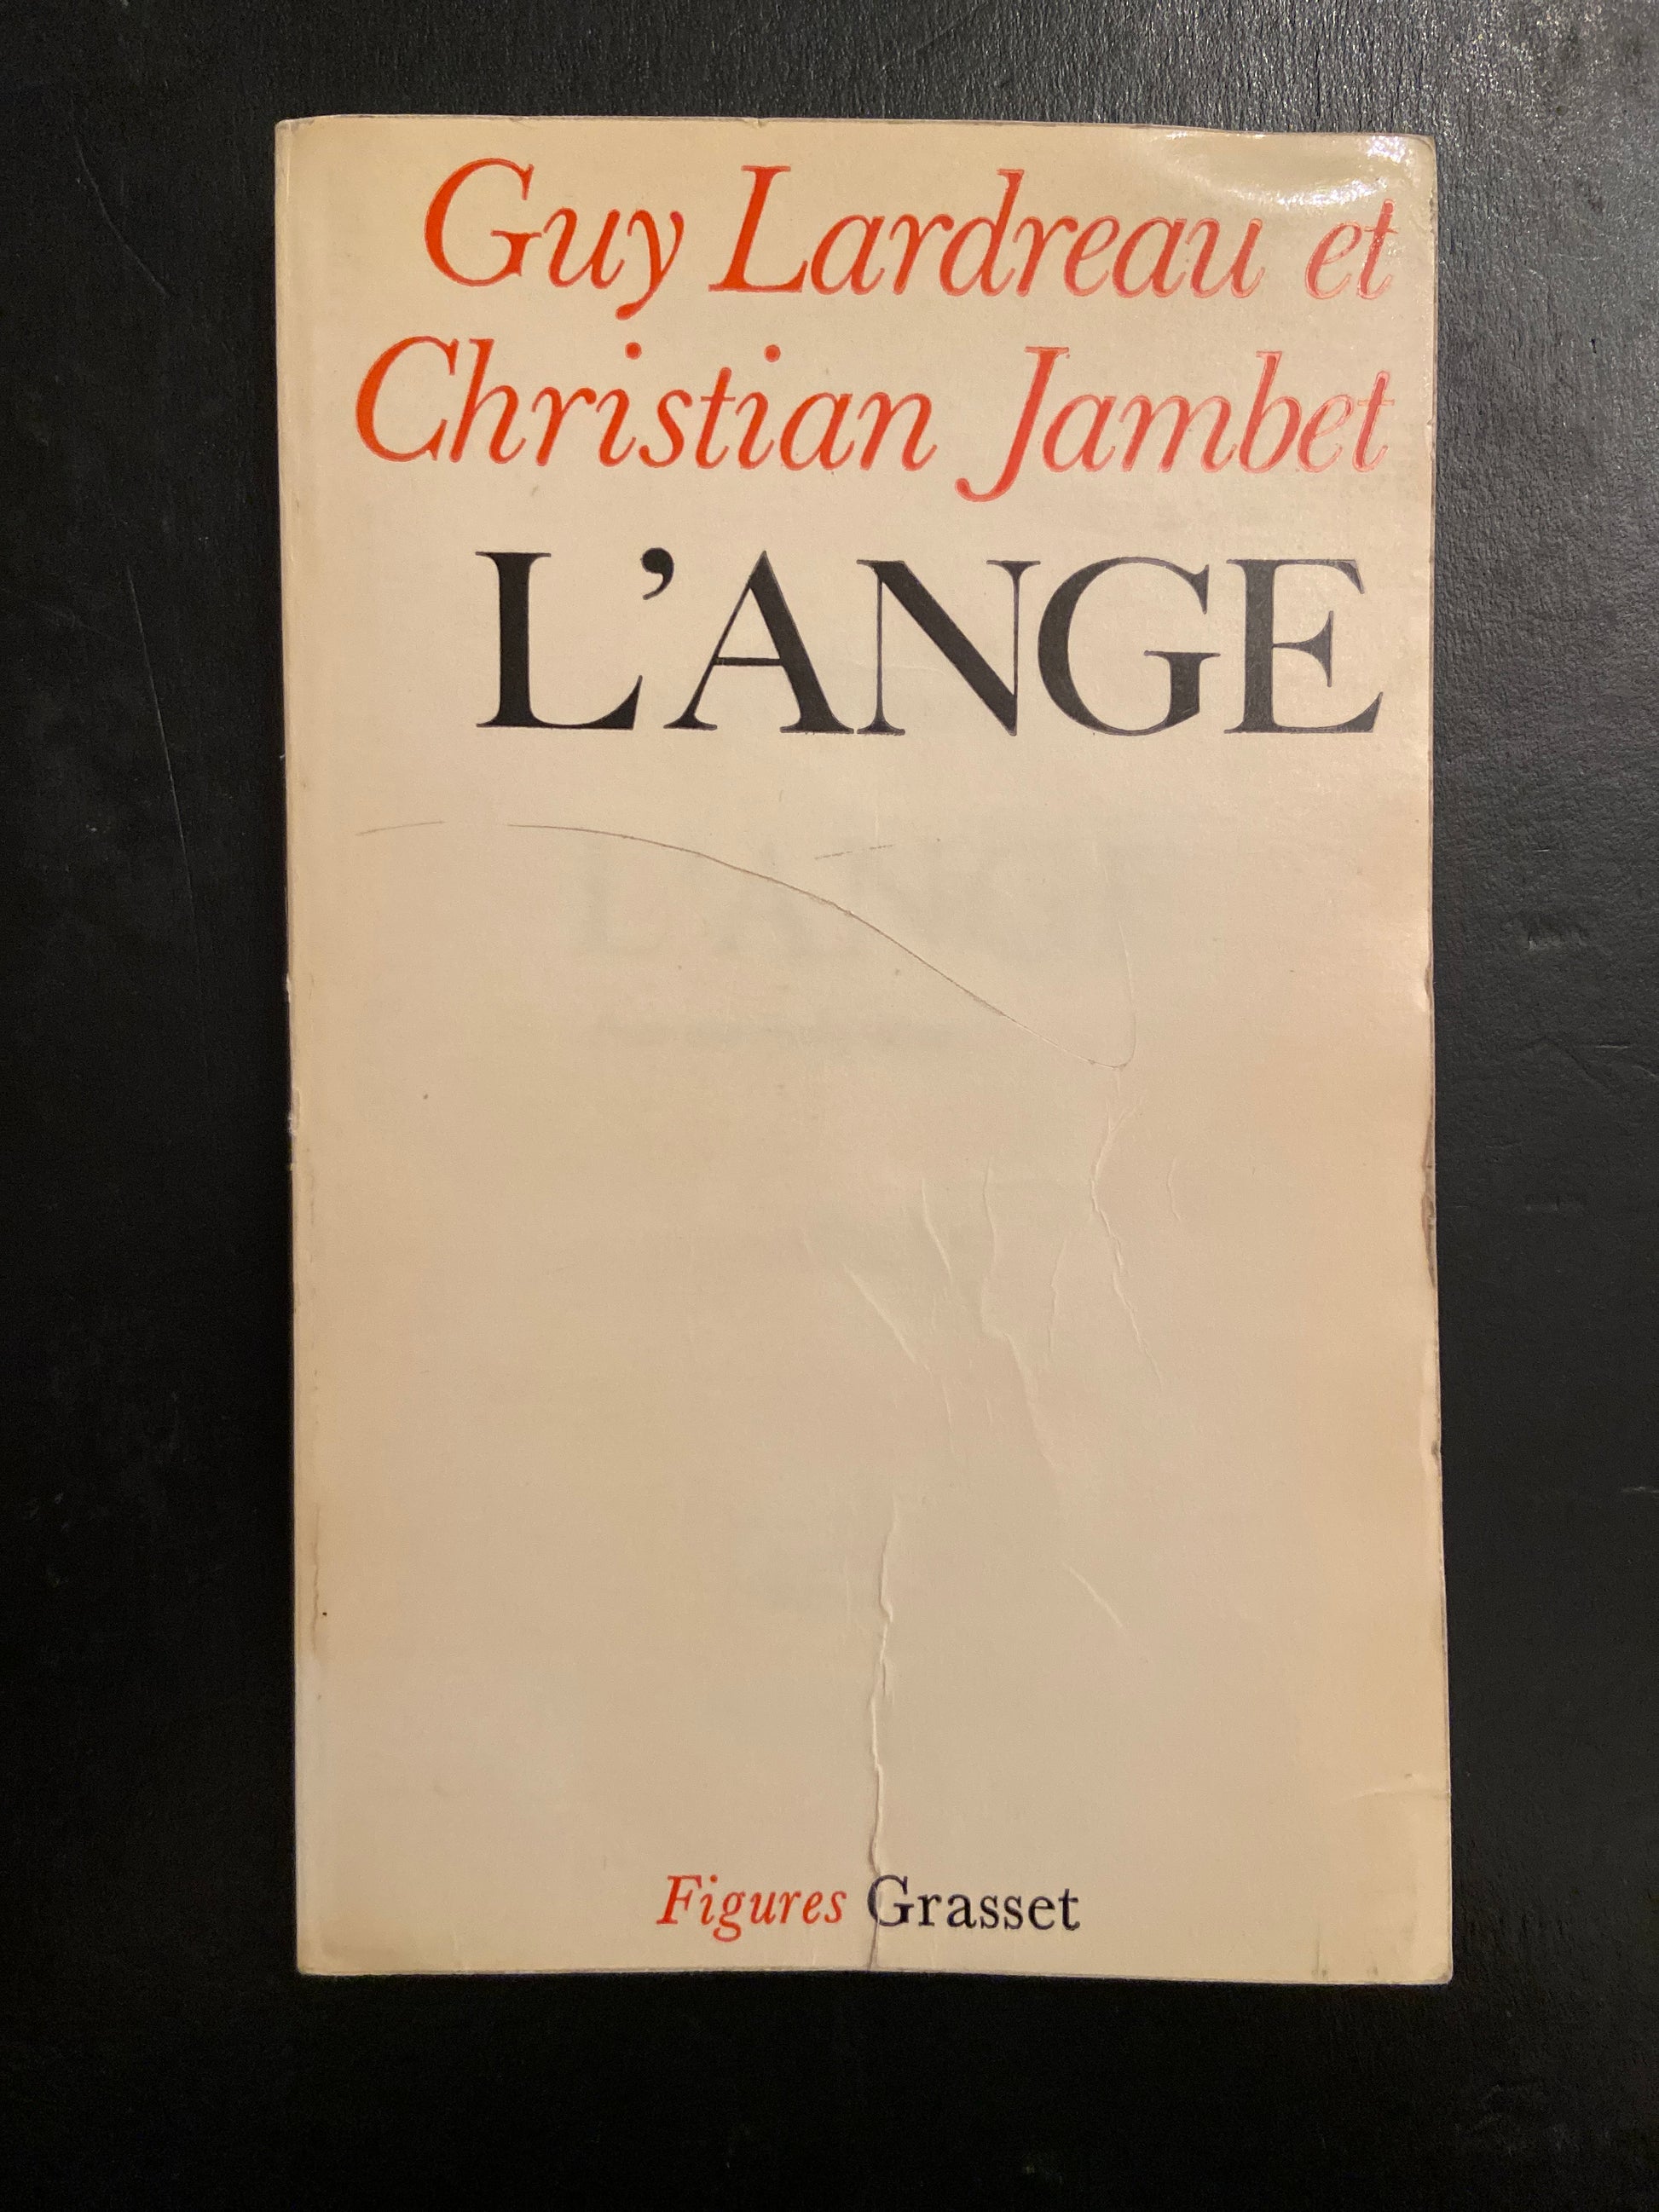 Guy Lardreau et
Christian Jambet
L'ANGE
Figures Grasset